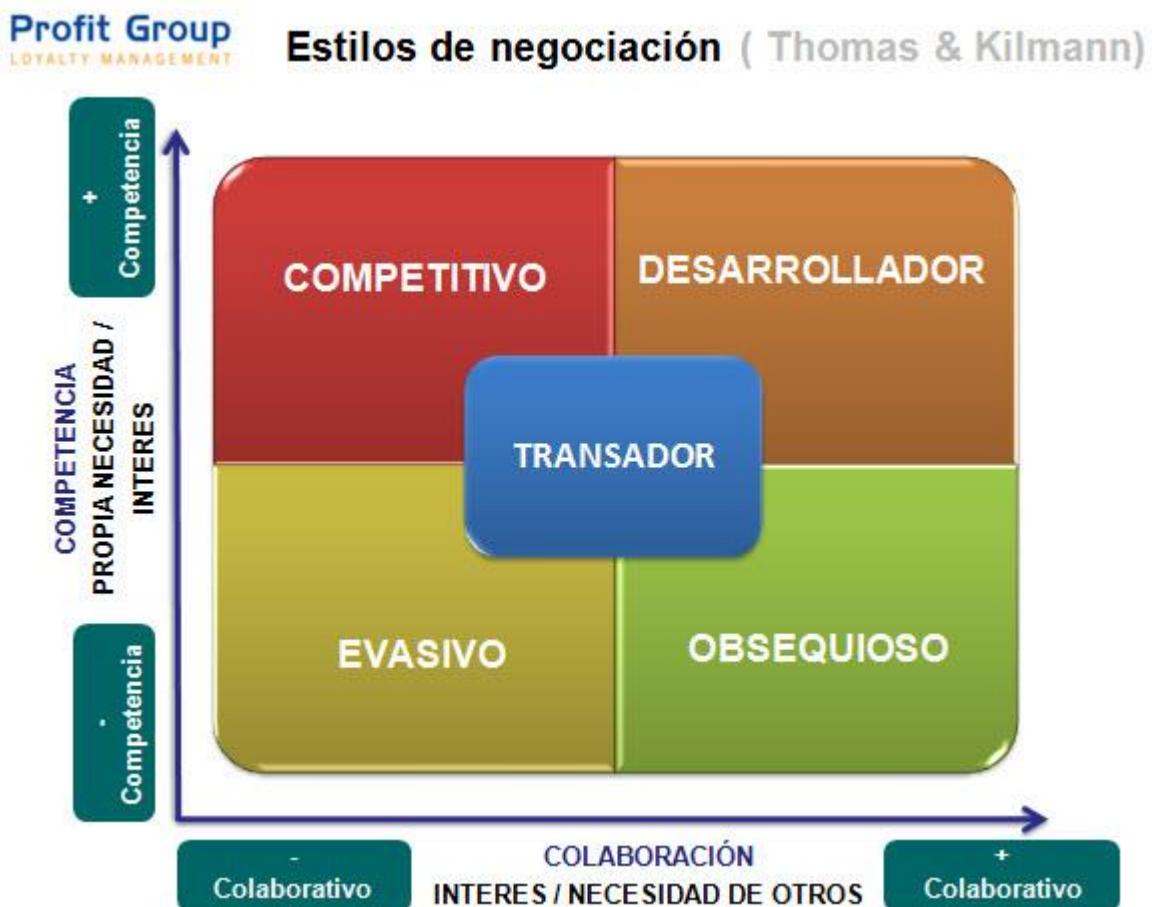 Profit Group
LOYALTY MANAGEMENT
Estilos de negociación ( Thomas & Kilmann)
+
Competencia
COMPETITIVO
DESARROLLADOR
COMPETENCIA
PROPIA NECESIDAD /
INTERES
TRANSADOR
EVASIVO
OBSEQUIOSO
-
Competencia
-
Colaborativo
COLABORACIÓN
INTERES / NECESIDAD DE OTROS
+
Colaborativo